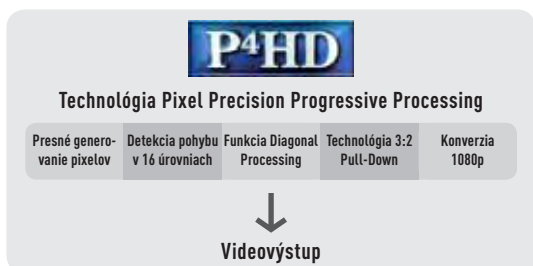 P⁴HD
Technológia Pixel Precision Progressive Processing
Presné genero-
vanie pixelov
Detekcia pohybu
v 16 úrovniach
Funkcia Diagonal
Processing
Technológia 3:2
Pull-Down
Konverzia
1080p
Videovýstup